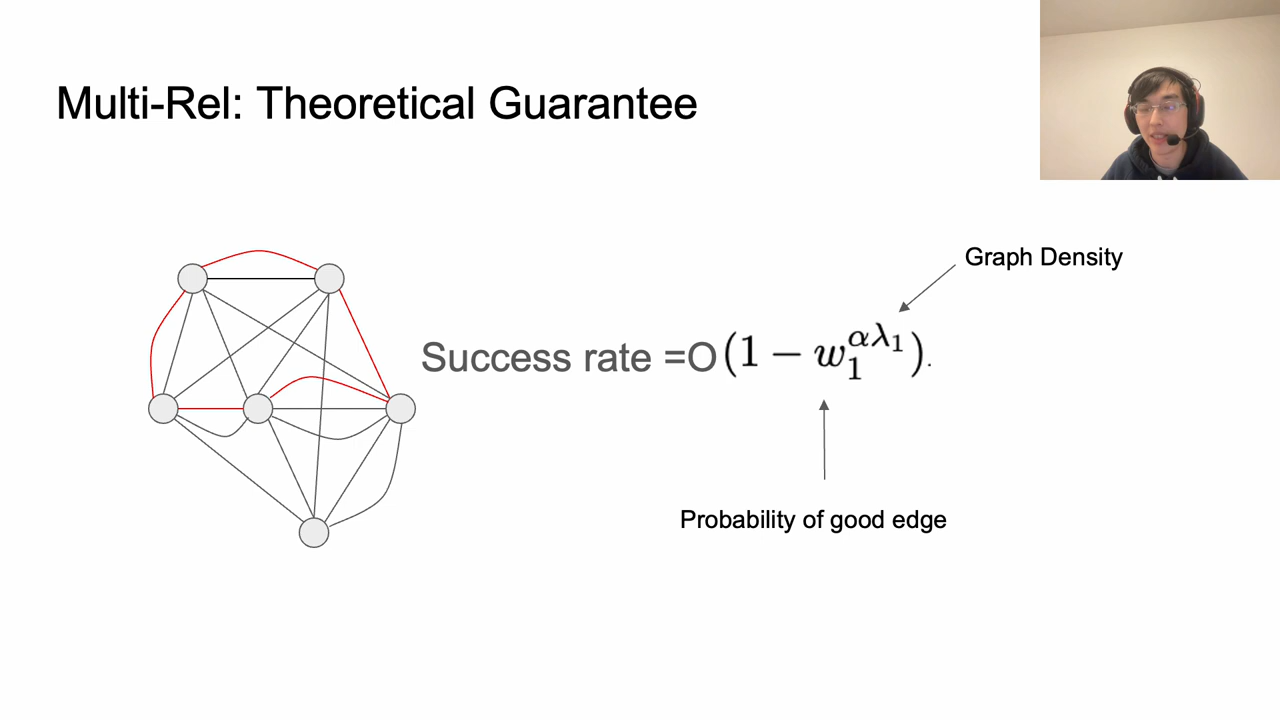 Multi-Rel: Theoretical Guarantee
Graph Density
Success rate =O(1 − w₁^{αλ₁}).
Probability of good edge